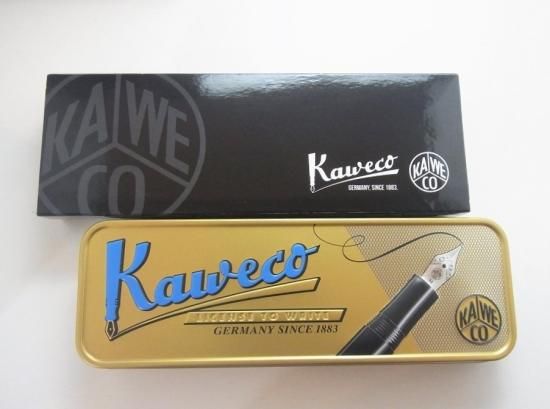 KA WE
CO
Kaweco
GERMANY, SINCE 1883.
KA WE
CO
Kaweco
LICENSE TO WRITE
GERMANY SINCE 1883
KA WE
CO